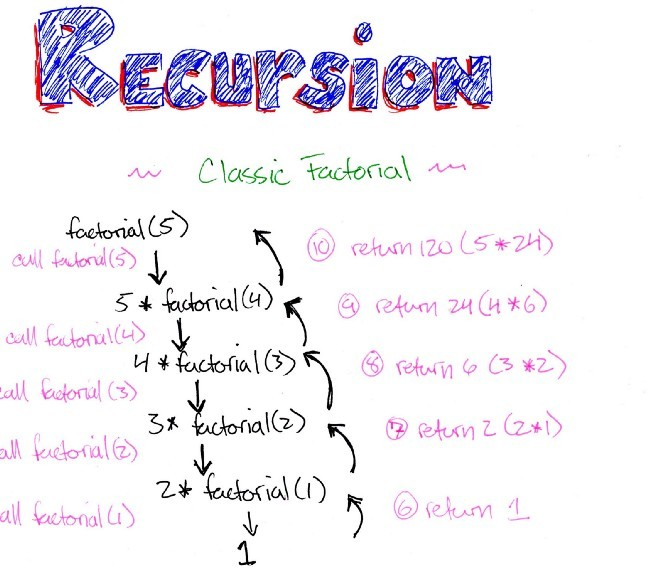 Recursion
~ Classic Factorial ~
factorial(5)
call factorial(5)
⑩ return 120 (5*24)
5 * factorial(4)
⑨ return 24 (4*6)
call factorial(4)
4 * factorial(3)
⑧ return 6 (3*2)
call factorial(3)
3* factorial(2)
⑦ return 2 (2*1)
all factorial(2)
2* factorial(1)
⑥ return 1
all factorial(1)
1